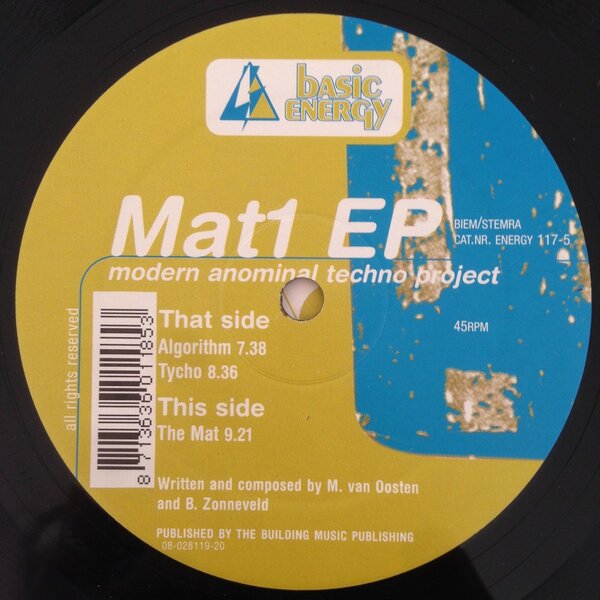 basic
ENERGY
Mat1 EP
BIEM/STEMRA
CAT.NR. ENERGY 117-5
modern anominal techno project
That side
45RPM
Algorithm 7.38
Tycho 8.36
This side
The Mat 9.21
all rights reserved
8 713636 011853
Written and composed by M. van Oosten
and B. Zonneveld
PUBLISHED BY THE BUILDING MUSIC PUBLISHING
08-028119-20